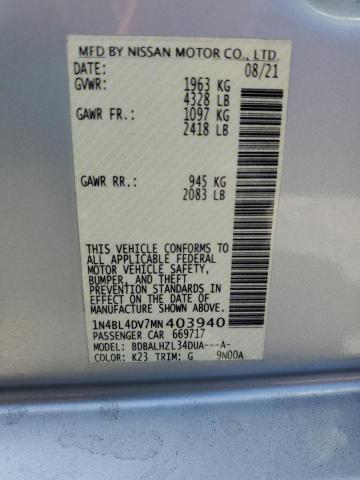 MFD BY NISSAN MOTOR CO., LTD.
DATE: 08/21
GVWR: 1963 KG
4328 LB
GAWR FR.: 1097 KG
2418 LB
GAWR RR.: 945 KG
2083 LB
THIS VEHICLE CONFORMS TO
ALL APPLICABLE FEDERAL
MOTOR VEHICLE SAFETY,
BUMPER, AND THEFT
PREVENTION STANDARDS
IN EFFECT ON THE DATE OF
MANUFACTURE SHOWN ABOVE.
1N4BL4DV7MN403940
PASSENGER CAR 669717
MODEL: BDBALHZL34DUA---A-
COLOR: K23 TRIM: G 9N00A